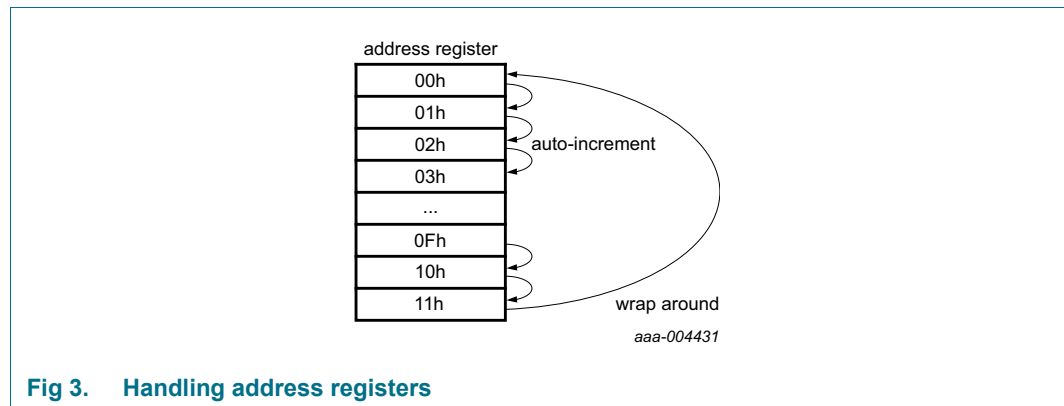 address register
00h
01h
02h
auto-increment
03h
...
0Fh
10h
11h
wrap around
aaa-004431
Fig 3. Handling address registers